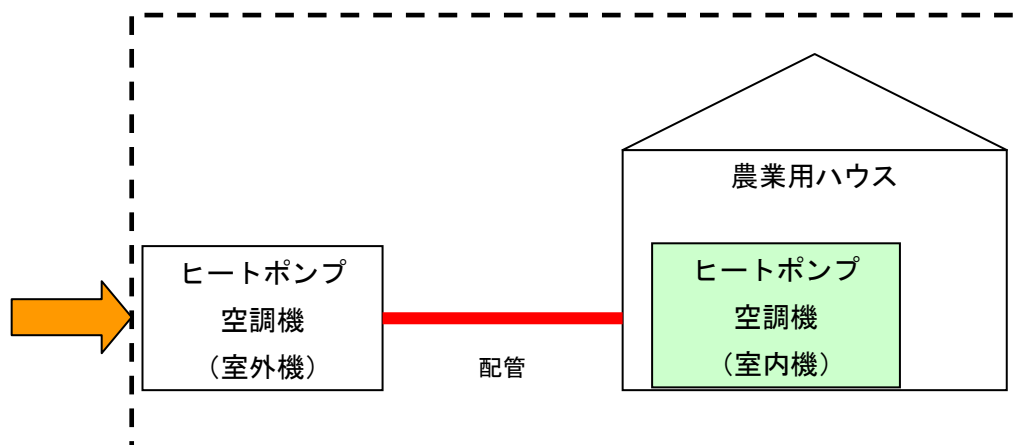 農業用ハウス
ヒートポンプ
空調機
（室外機）
配管
ヒートポンプ
空調機
（室内機）